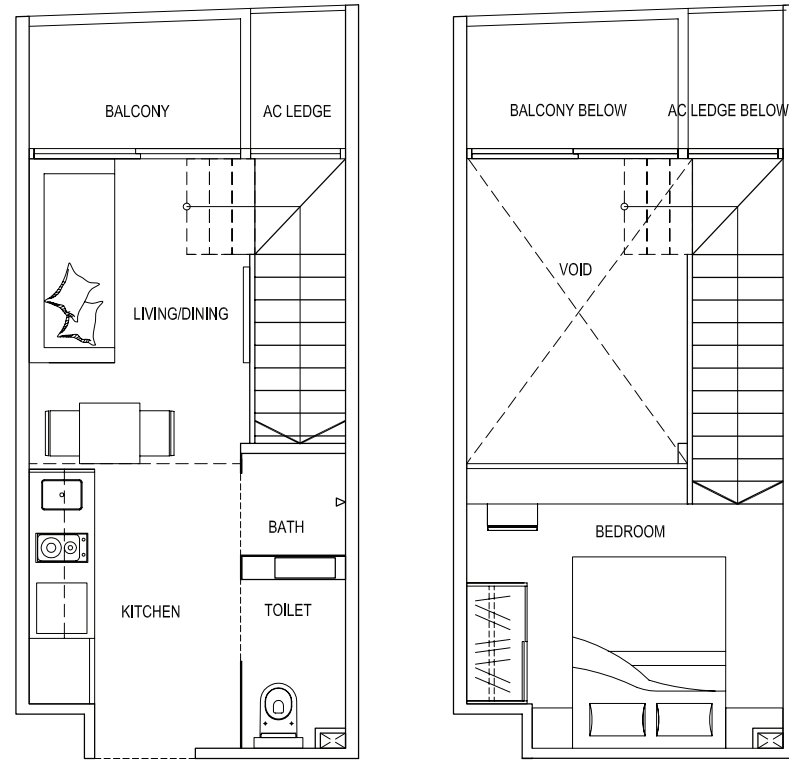 BALCONY
AC LEDGE
LIVING/DINING
BATH
KITCHEN
TOILET
BALCONY BELOW
AC LEDGE BELOW
VOID
BEDROOM